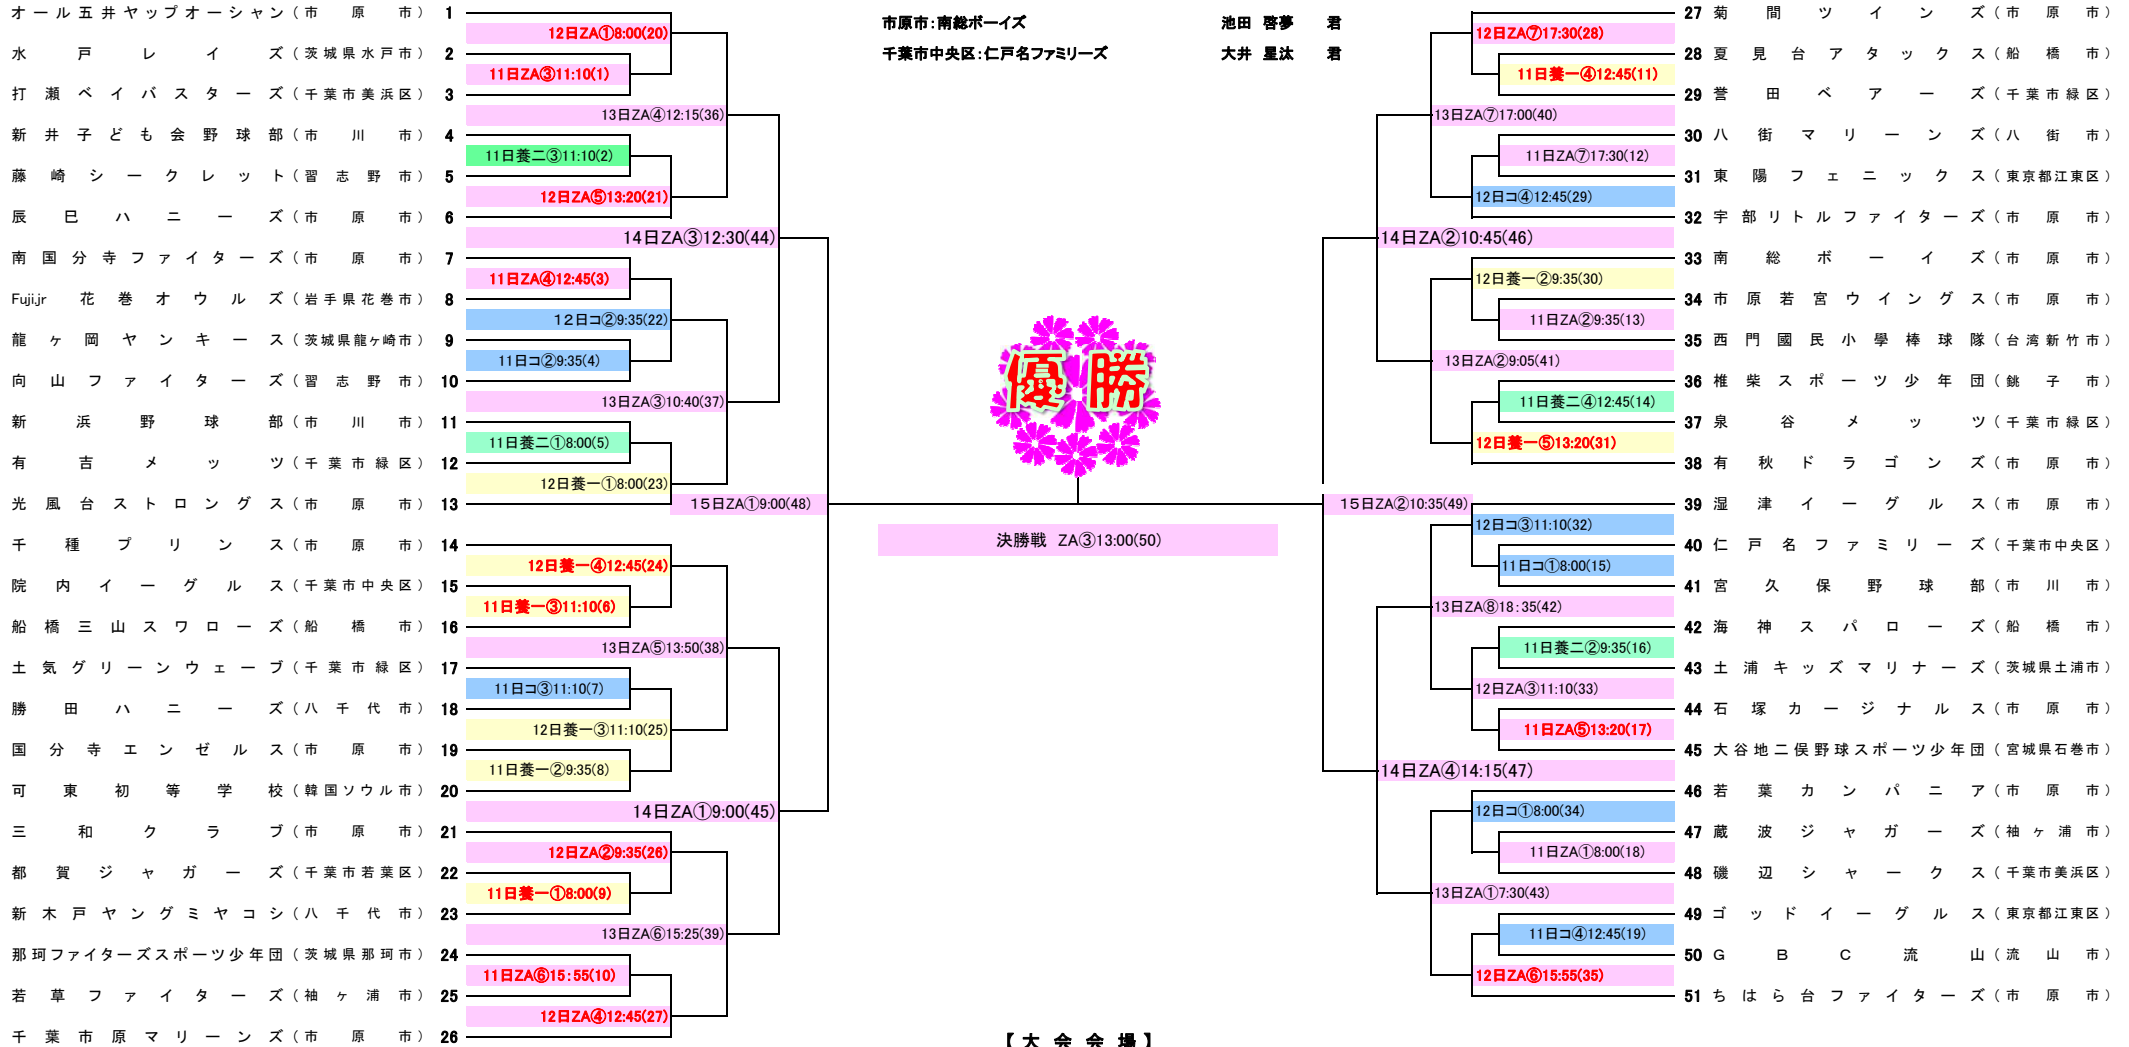 オール五井ヤップオーシャン(市原市) 1
12日ZA①8:00(20)
水戸レイズ(茨城県水戸市) 2
11日ZA③11:10(1)
打瀬ベイバスターズ(千葉市美浜区) 3
13日ZA④12:15(36)
新井子ども会野球部(市川市) 4
11日養二③11:10(2)
藤崎シークレット(習志野市) 5
12日ZA⑤13:20(21)
辰巳ハニーズ(市原市) 6
14日ZA③12:30(44)
南国分寺ファイターズ(市原市) 7
11日ZA④12:45(3)
Fuji.jr 花巻オウルズ(岩手県花巻市) 8
12日コ②9:35(22)
龍ヶ岡ヤンキース(茨城県龍ヶ崎市) 9
11日コ②9:35(4)
向山ファイターズ(習志野市) 10
13日ZA③10:40(37)
新浜野球部(市川市) 11
11日養二①8:00(5)
有吉メッツ(千葉市緑区) 12
12日養一①8:00(23)
光風台ストロングス(市原市) 13
15日ZA①9:00(48)
千種プリンス(市原市) 14
12日養一④12:45(24)
院内イーグルス(千葉市中央区) 15
11日養一③11:10(6)
船橋三山スワローズ(船橋市) 16
13日ZA⑤13:50(38)
土気グリーンウェーブ(千葉市緑区) 17
11日コ③11:10(7)
勝田ハニーズ(八千代市) 18
12日養一③11:10(25)
国分寺エンゼルス(市原市) 19
11日養一②9:35(8)
可東初等学校(韓国ソウル市) 20
14日ZA①9:00(45)
三和クラブ(市原市) 21
12日ZA②9:35(26)
都賀ジャガーズ(千葉市若葉区) 22
11日養一①8:00(9)
新木戸ヤングミヤコシ(八千代市) 23
13日ZA⑥15:25(39)
那珂ファイターズスポーツ少年団(茨城県那珂市) 24
11日ZA⑥15:55(10)
若草ファイターズ(袖ヶ浦市) 25
12日ZA④12:45(27)
千葉市原マリーンズ(市原市) 26
市原市:南総ボーイズ 池田 啓夢 君
千葉市中央区:仁戸名ファミリーズ 大井 星汰 君
優勝
決勝戦 ZA③13:00(50)
【大会会場】
27 菊間ツインズ(市原市)
12日ZA⑦17:30(28)
28 夏見台アタックス(船橋市)
11日養一④12:45(11)
29 誉田ベアーズ(千葉市緑区)
13日ZA⑦17:00(40)
30 八街マリーンズ(八街市)
11日ZA⑦17:30(12)
31 東陽フェニックス(東京都江東区)
12日コ④12:45(29)
32 宇部リトルファイターズ(市原市)
14日ZA②10:45(46)
33 南総ボーイズ(市原市)
12日養一②9:35(30)
34 市原若宮ウイングス(市原市)
11日ZA②9:35(13)
35 西門國民小學棒球隊(台湾新竹市)
13日ZA②9:05(41)
36 椎柴スポーツ少年団(銚子市)
11日養二④12:45(14)
37 泉谷メッツ(千葉市緑区)
12日養一⑤13:20(31)
38 有秋ドラゴンズ(市原市)
15日ZA②10:35(49)
39 湿津イーグルス(市原市)
12日コ③11:10(32)
40 仁戸名ファミリーズ(千葉市中央区)
11日コ①8:00(15)
41 宮久保野球部(市川市)
13日ZA⑧18:35(42)
42 海神スパローズ(船橋市)
11日養二②9:35(16)
43 土浦キッズマリナーズ(茨城県土浦市)
12日ZA③11:10(33)
44 石塚カージナルス(市原市)
11日ZA⑤13:20(17)
45 大谷地二俣野球スポーツ少年団(宮城県石巻市)
14日ZA④14:15(47)
46 若葉カンパニア(市原市)
12日コ①8:00(34)
47 蔵波ジャガーズ(袖ヶ浦市)
11日ZA①8:00(18)
48 磯辺シャークス(千葉市美浜区)
13日ZA①7:30(43)
49 ゴッドイーグルス(東京都江東区)
11日コ④12:45(19)
50 GBC流山(流山市)
12日ZA⑥15:55(35)
51 ちはら台ファイターズ(市原市)